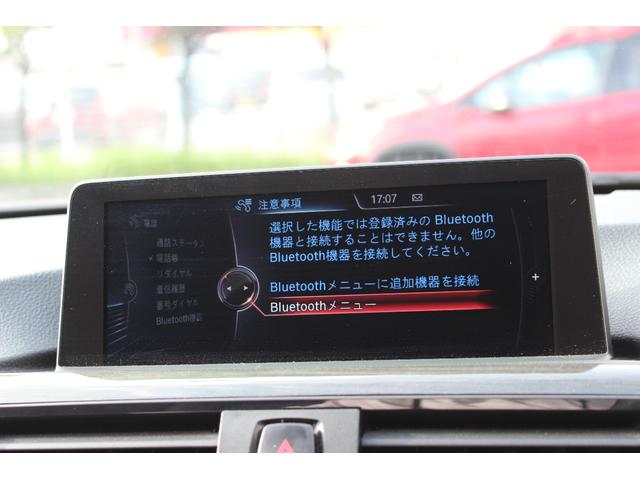 注意事項
17:07
電話
通話ステータス
電話帳
リダイヤル
着信履歴
番号ダイヤル
Bluetooth機器
選択した機能では登録済みの Bluetooth
機器と接続することはできません。他の
Bluetooth機器を接続してください。
Bluetoothメニューに追加機器を接続
Bluetoothメニュー
+